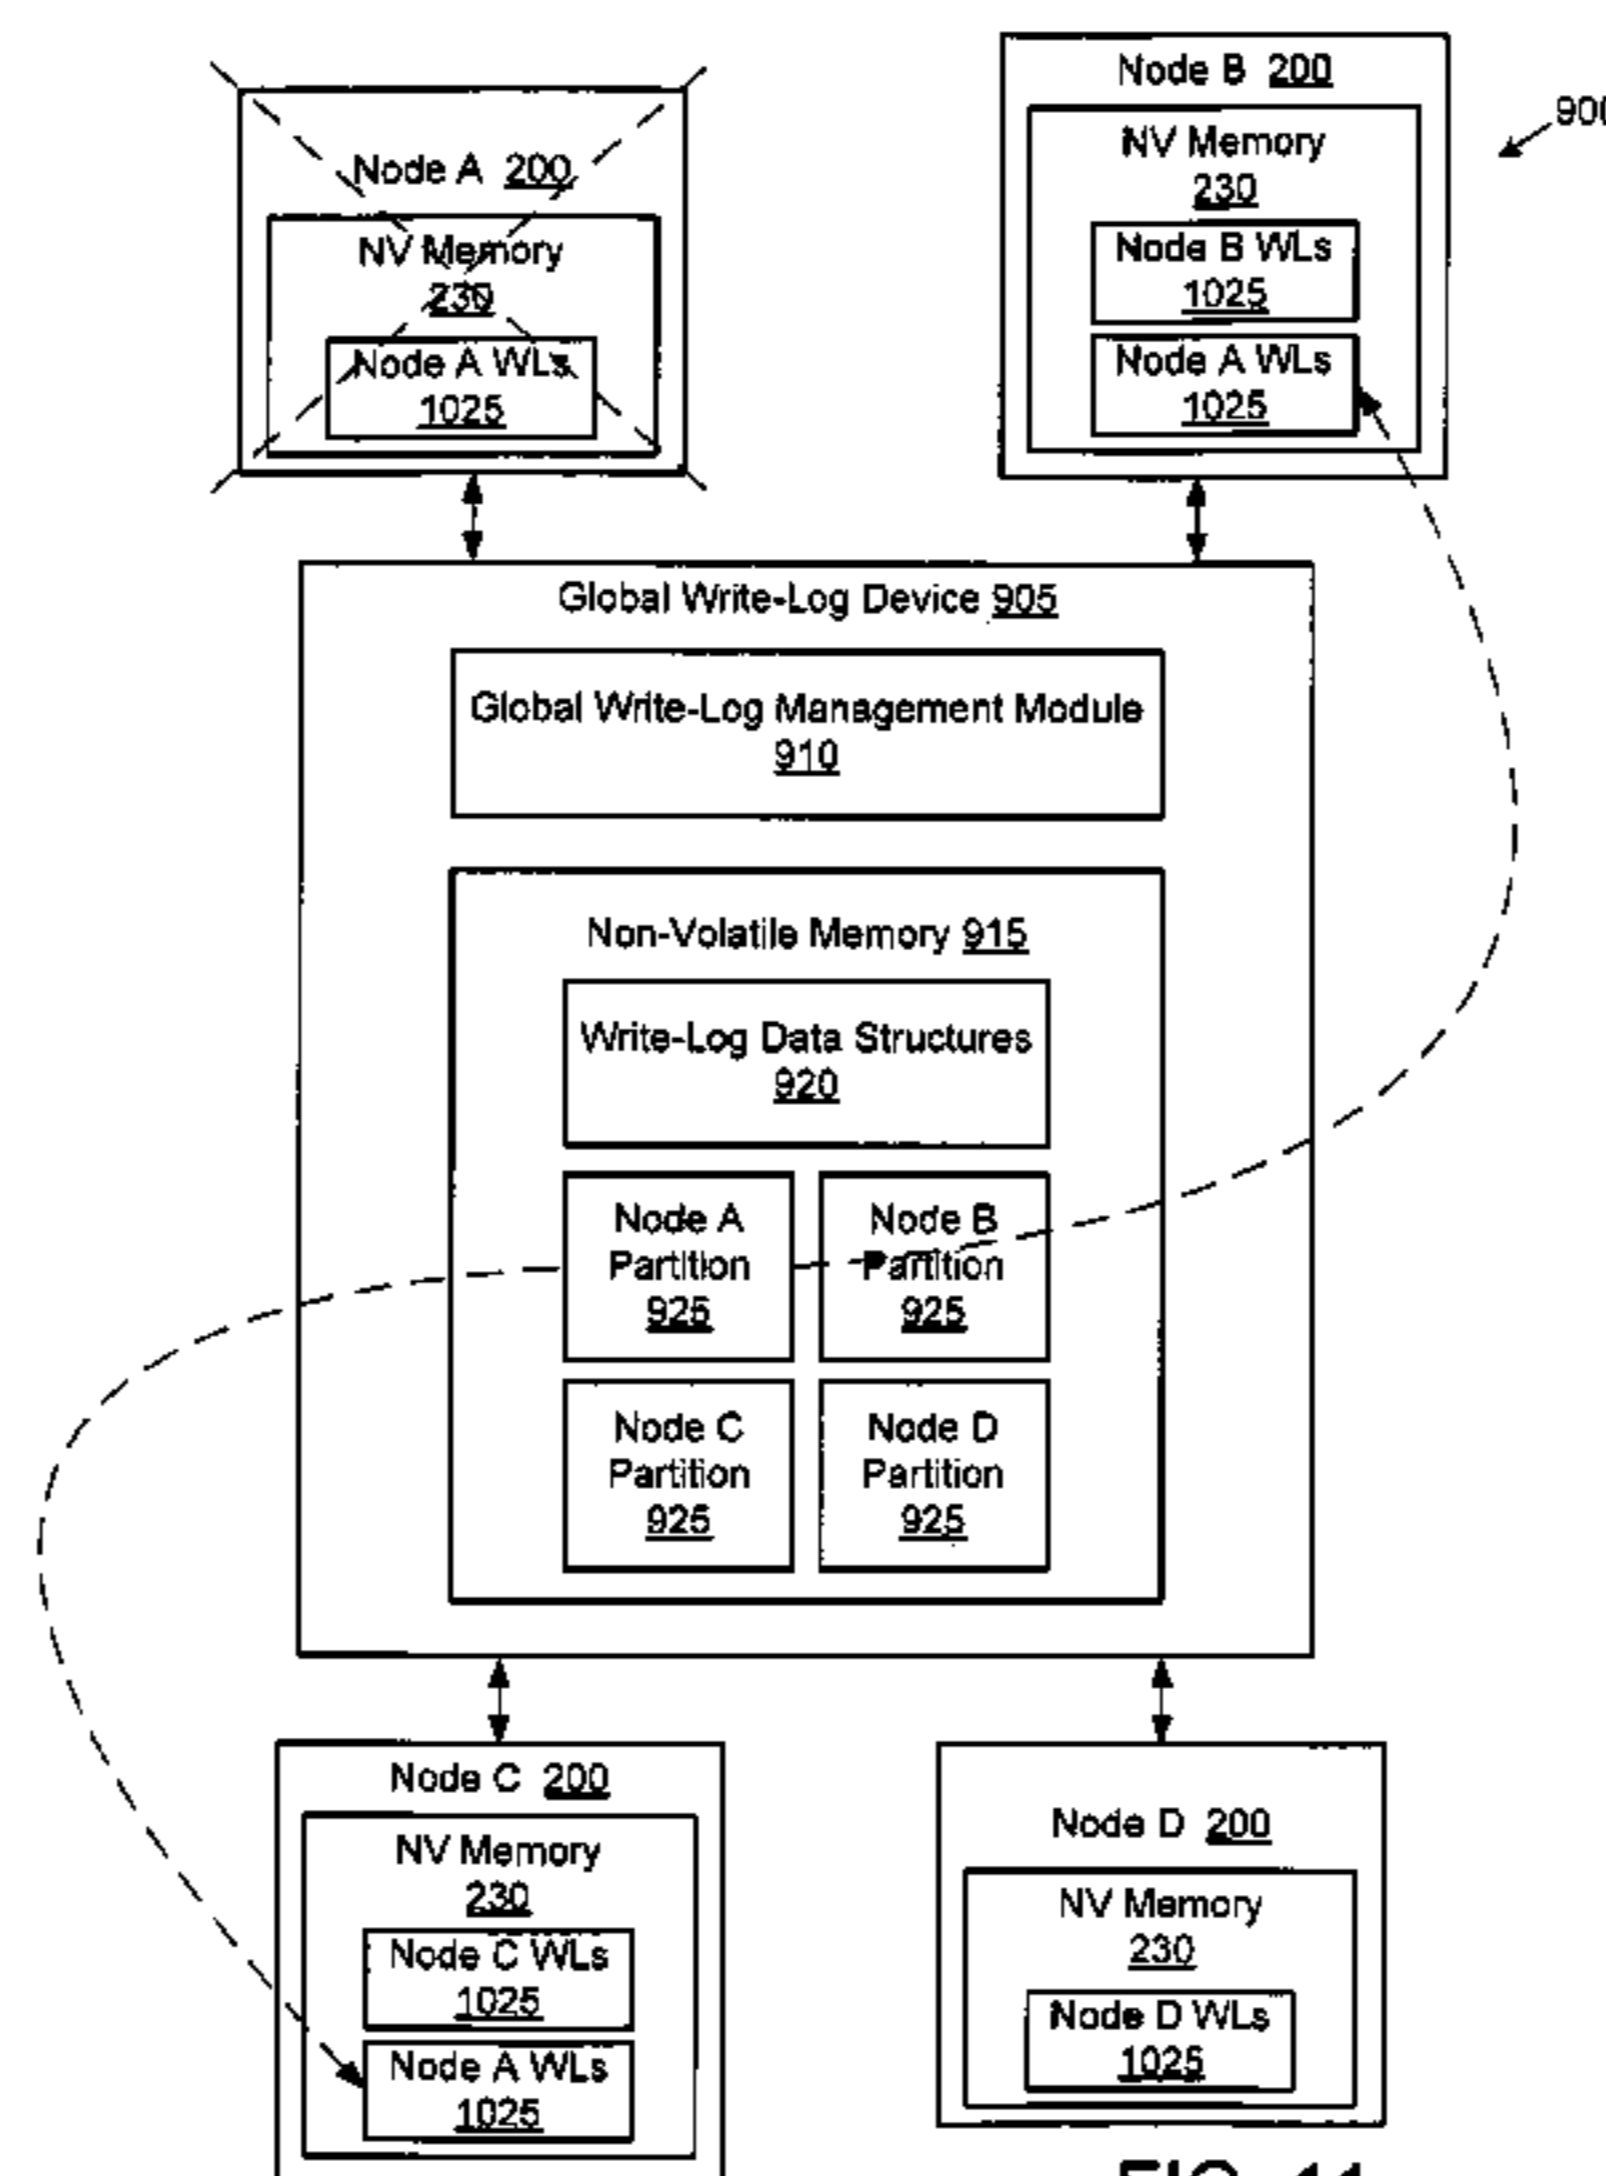 Node A 200
NV Memory
230
Node A WLs
1025
Node B 200
NV Memory
230
Node B WLs
1025
Node A WLs
1025
900
Global Write-Log Device 905
Global Write-Log Management Module
910
Non-Volatile Memory 915
Write-Log Data Structures
920
Node A
Partition
925
Node B
Partition
925
Node C
Partition
925
Node D
Partition
925
Node C 200
NV Memory
230
Node C WLs
1025
Node A WLs
1025
Node D 200
NV Memory
230
Node D WLs
1025
FIG. 11